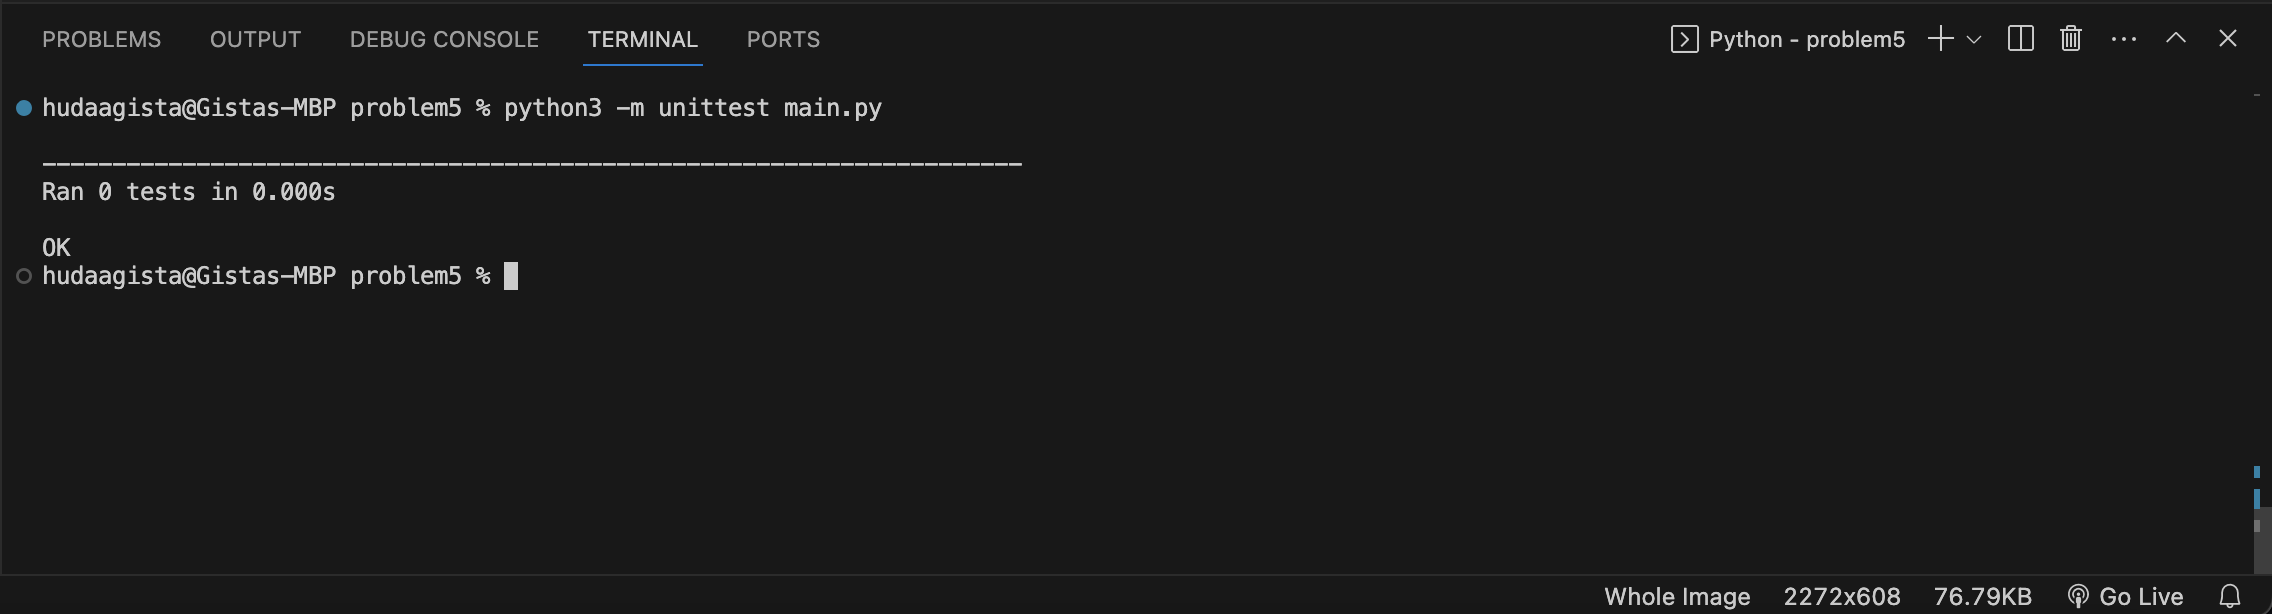 PROBLEMS OUTPUT DEBUG CONSOLE TERMINAL PORTS Python - problem5
hudaagista@Gistas-MBP problem5 % python3 -m unittest main.py
----------------------------------------------------------------------
Ran 0 tests in 0.000s
OK
hudaagista@Gistas-MBP problem5 %
Whole Image 2272x608 76.79KB Go Live